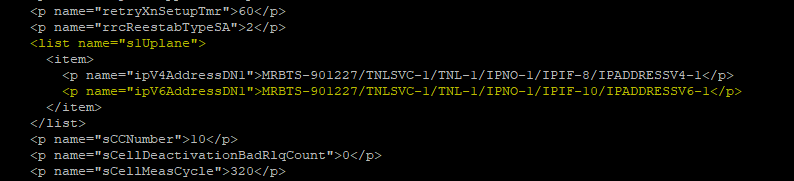 <p name="retryXnSetupTmr">60</p>
<p name="rrcReestabTypeSA">2</p>
<list name="s1Uplane">
<item>
<p name="ipV4AddressDN1">MRBTS-901227/TNLSVC-1/TNL-1/IPNO-1/IPIF-8/IPADDRESSV4-1</p>
<p name="ipV6AddressDN1">MRBTS-901227/TNLSVC-1/TNL-1/IPNO-1/IPIF-10/IPADDRESSV6-1</p>
</item>
</list>
<p name="sCCNumber">10</p>
<p name="sCellDeactivationBadRlqCount">0</p>
<p name="sCellMeasCycle">320</p>